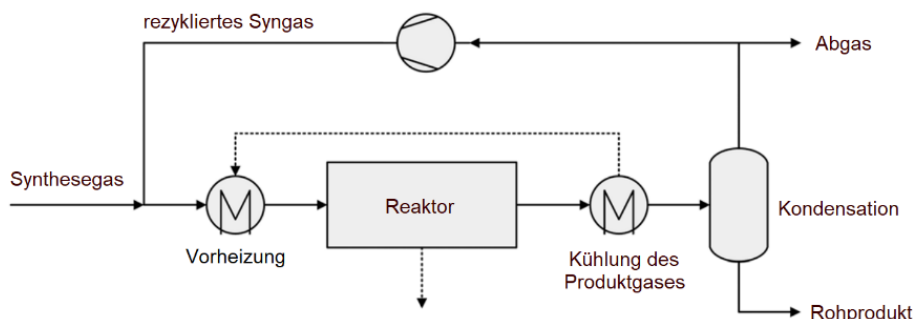 rezykliertes Syngas
Abgas
Synthesegas
Reaktor
Kondensation
Vorheizung
Kühlung des
Produktgases
Rohprodukt